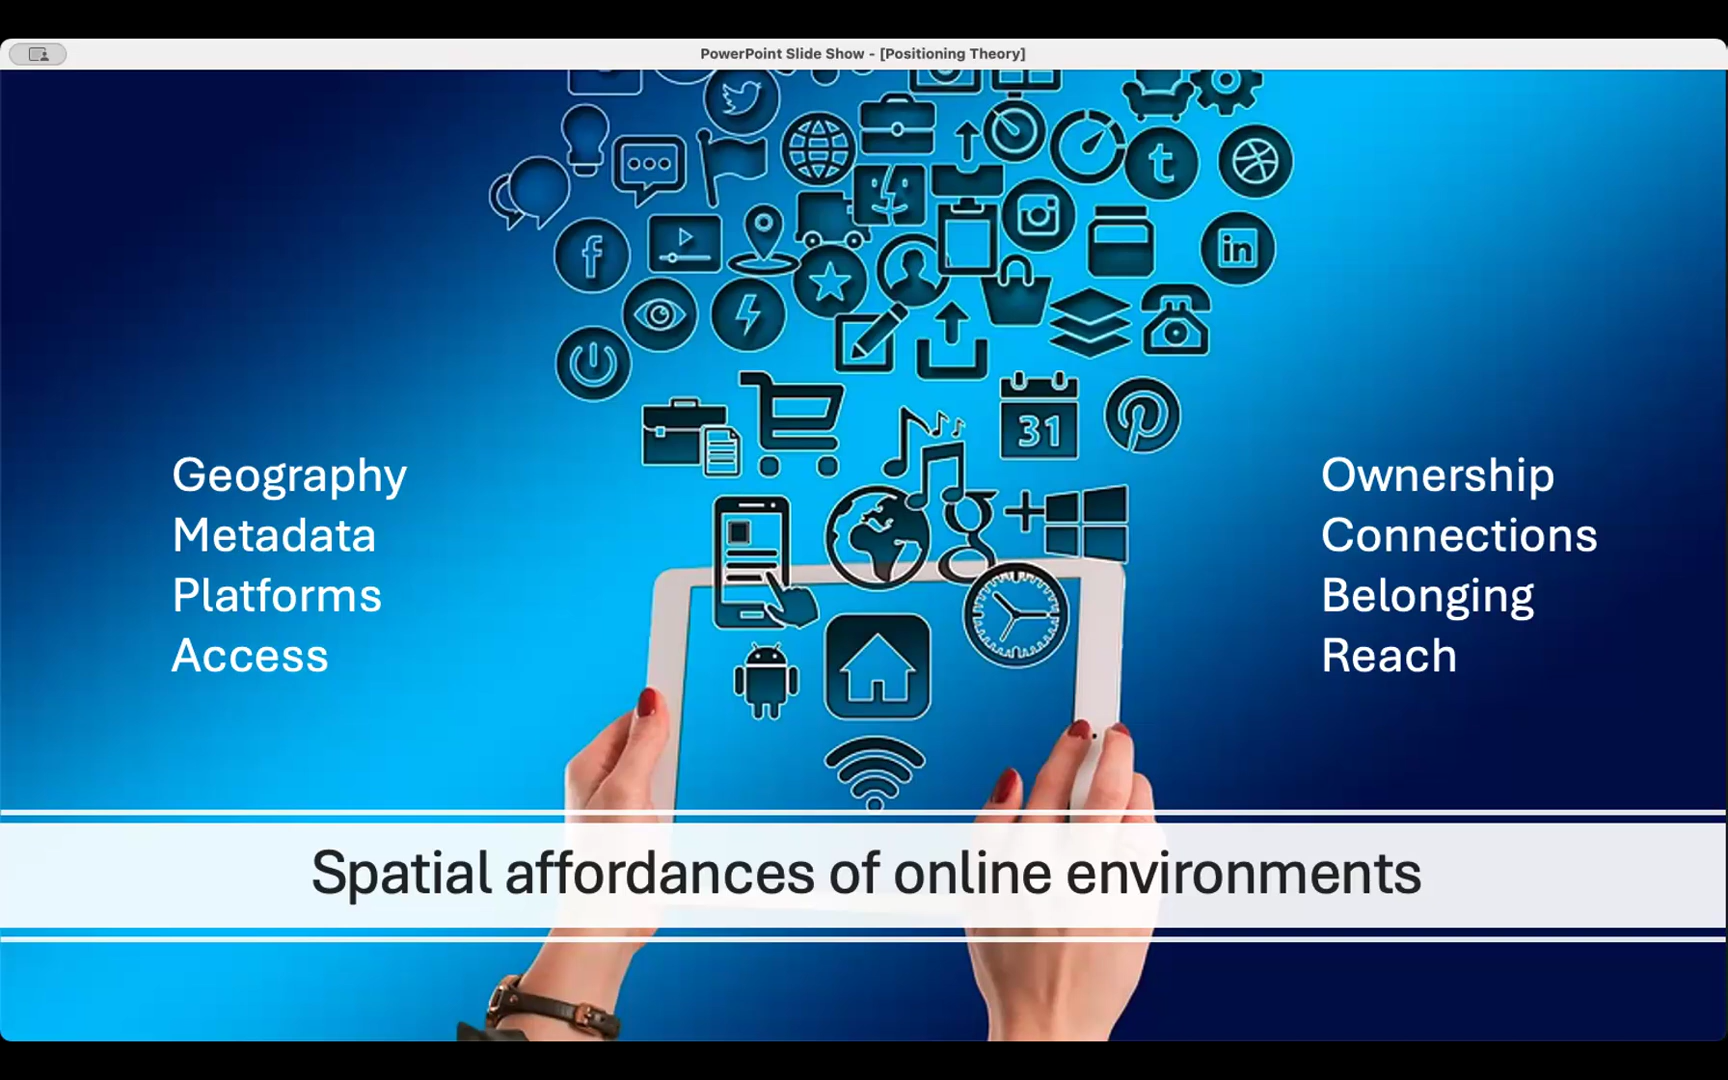 PowerPoint Slide Show - [Positioning Theory]
Geography
Metadata
Platforms
Access
Ownership
Connections
Belonging
Reach
31
f
t
in
g+
Spatial affordances of online environments